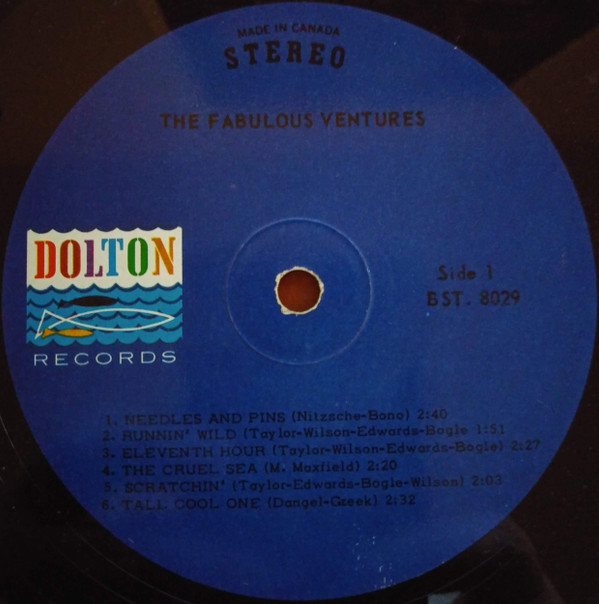 MADE IN CANADA
STEREO
THE FABULOUS VENTURES
DOLTON
RECORDS
Side 1
BST. 8029
1. NEEDLES AND PINS (Nitzsche-Bono) 2:40
2. RUNNIN' WILD (Taylor-Wilson-Edwards-Bogle 1:51
3. ELEVENTH HOUR (Taylor-Wilson-Edwards-Bogle) 2:27
4. THE CRUEL SEA (M. Maxfield) 2:20
5. SCRATCHIN' (Taylor-Edwards-Bogle-Wilson) 2:03
6. TALL COOL ONE (Dangel-Greek) 2:32